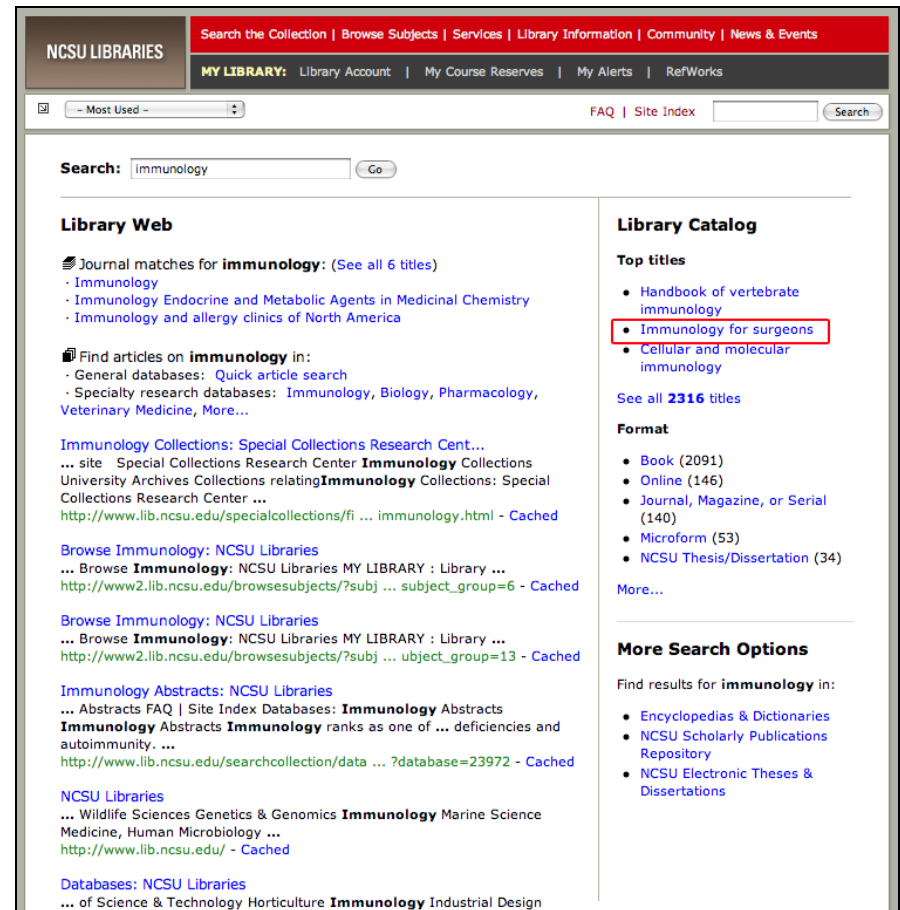 NCSU LIBRARIES
Search the Collection | Browse Subjects | Services | Library Information | Community | News & Events
MY LIBRARY: Library Account | My Course Reserves | My Alerts | RefWorks
– Most Used –
FAQ | Site Index
Search
Search: immunology Go
Library Web
Journal matches for immunology: (See all 6 titles)
· Immunology
· Immunology Endocrine and Metabolic Agents in Medicinal Chemistry
· Immunology and allergy clinics of North America
Find articles on immunology in:
· General databases: Quick article search
· Specialty research databases: Immunology, Biology, Pharmacology,
Veterinary Medicine, More...
Immunology Collections: Special Collections Research Cent...
... site Special Collections Research Center Immunology Collections
University Archives Collections relatingImmunology Collections: Special
Collections Research Center ...
http://www.lib.ncsu.edu/specialcollections/fi ... immunology.html - Cached
Browse Immunology: NCSU Libraries
... Browse Immunology: NCSU Libraries MY LIBRARY : Library ...
http://www2.lib.ncsu.edu/browsesubjects/?subj ... subject_group=6 - Cached
Browse Immunology: NCSU Libraries
... Browse Immunology: NCSU Libraries MY LIBRARY : Library ...
http://www2.lib.ncsu.edu/browsesubjects/?subj ... ubject_group=13 - Cached
Immunology Abstracts: NCSU Libraries
... Abstracts FAQ | Site Index Databases: Immunology Abstracts
Immunology Abstracts Immunology ranks as one of ... deficiencies and
autoimmunity. ...
http://www.lib.ncsu.edu/searchcollection/data ... ?database=23972 - Cached
NCSU Libraries
... Wildlife Sciences Genetics & Genomics Immunology Marine Science
Medicine, Human Microbiology ...
http://www.lib.ncsu.edu/ - Cached
Databases: NCSU Libraries
... of Science & Technology Horticulture Immunology Industrial Design
Library Catalog
Top titles
• Handbook of vertebrate
immunology
• Immunology for surgeons
• Cellular and molecular
immunology
See all 2316 titles
Format
• Book (2091)
• Online (146)
• Journal, Magazine, or Serial
(140)
• Microform (53)
• NCSU Thesis/Dissertation (34)
More...
More Search Options
Find results for immunology in:
• Encyclopedias & Dictionaries
• NCSU Scholarly Publications
Repository
• NCSU Electronic Theses &
Dissertations